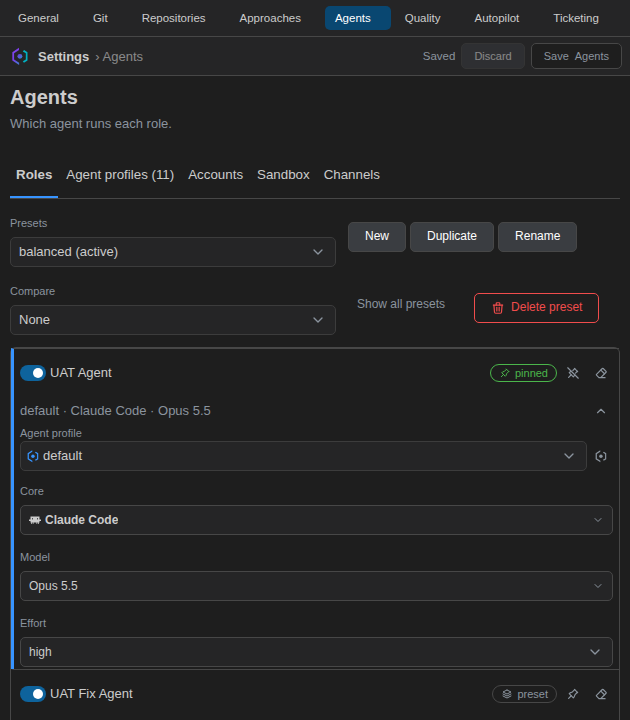 General Git Repositories Approaches Agents Quality Autopilot Ticketing
Settings › Agents Saved Discard Save Agents
Agents
Which agent runs each role.
Roles Agent profiles (11) Accounts Sandbox Channels
Presets
balanced (active) New Duplicate Rename
Compare
None Show all presets Delete preset
UAT Agent pinned
default · Claude Code · Opus 5.5
Agent profile
default
Core
Claude Code
Model
Opus 5.5
Effort
high
UAT Fix Agent preset